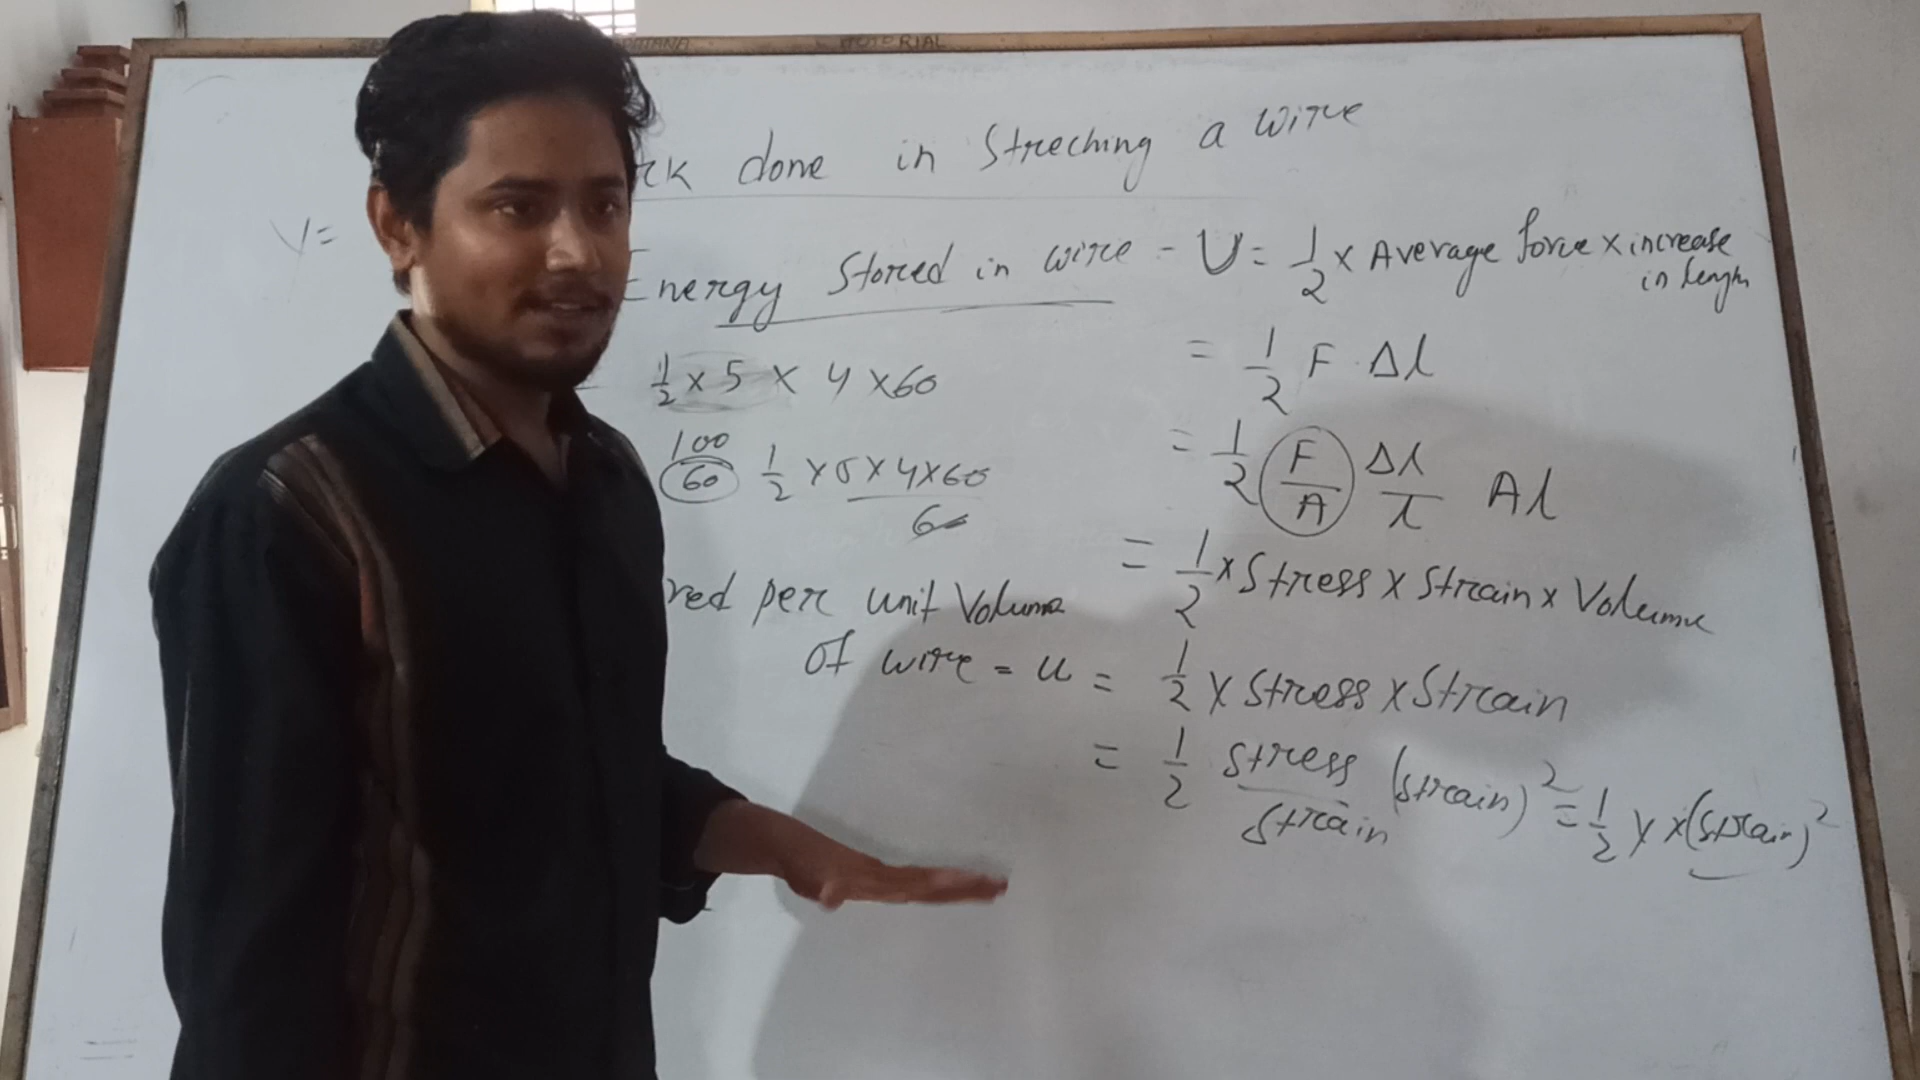 TUTORIAL
done in Streching a wire
Y=
Energy Stored in wire - U = 1/2 × Average force × increase
in length
1/2 × 5 × 4 × 60
= 1/2 F · Δl
100/60 1/2 × 5 × 4 × 60 / 60
= 1/2 F/A Δl/l Al
= 1/2 × Stress × Strain × Volume
red per unit Volume
of wire = u = 1/2 × Stress × Strain
= 1/2 Stress/Strain (strain)² = 1/2 Y × (Strain)²